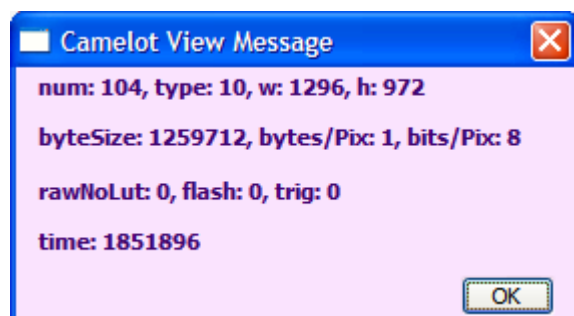 Camelot View Message
num: 104, type: 10, w: 1296, h: 972
byteSize: 1259712, bytes/Pix: 1, bits/Pix: 8
rawNoLut: 0, flash: 0, trig: 0
time: 1851896
OK